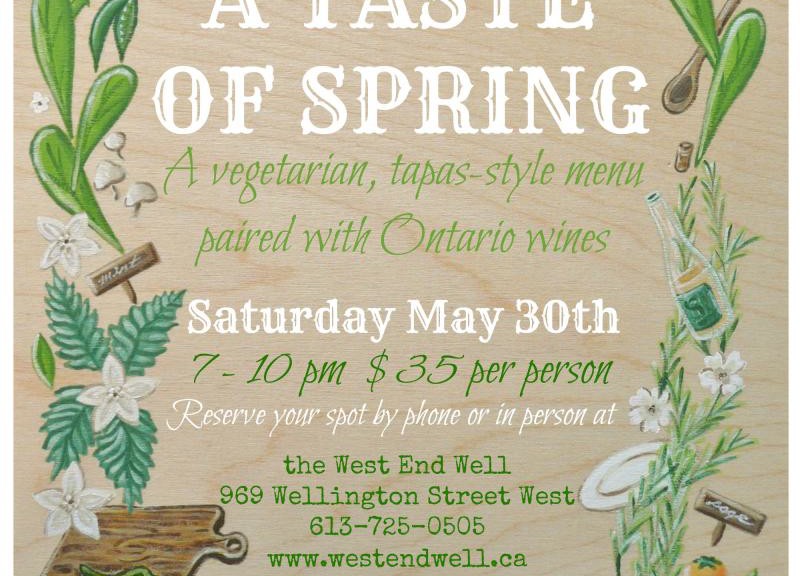 A TASTE
OF SPRING
A vegetarian, tapas-style menu
paired with Ontario wines
mint
Saturday May 30th
7 - 10 pm $35 per person
Reserve your spot by phone or in person at
the West End Well
969 Wellington Street West
613-725-0505
www.westendwell.ca